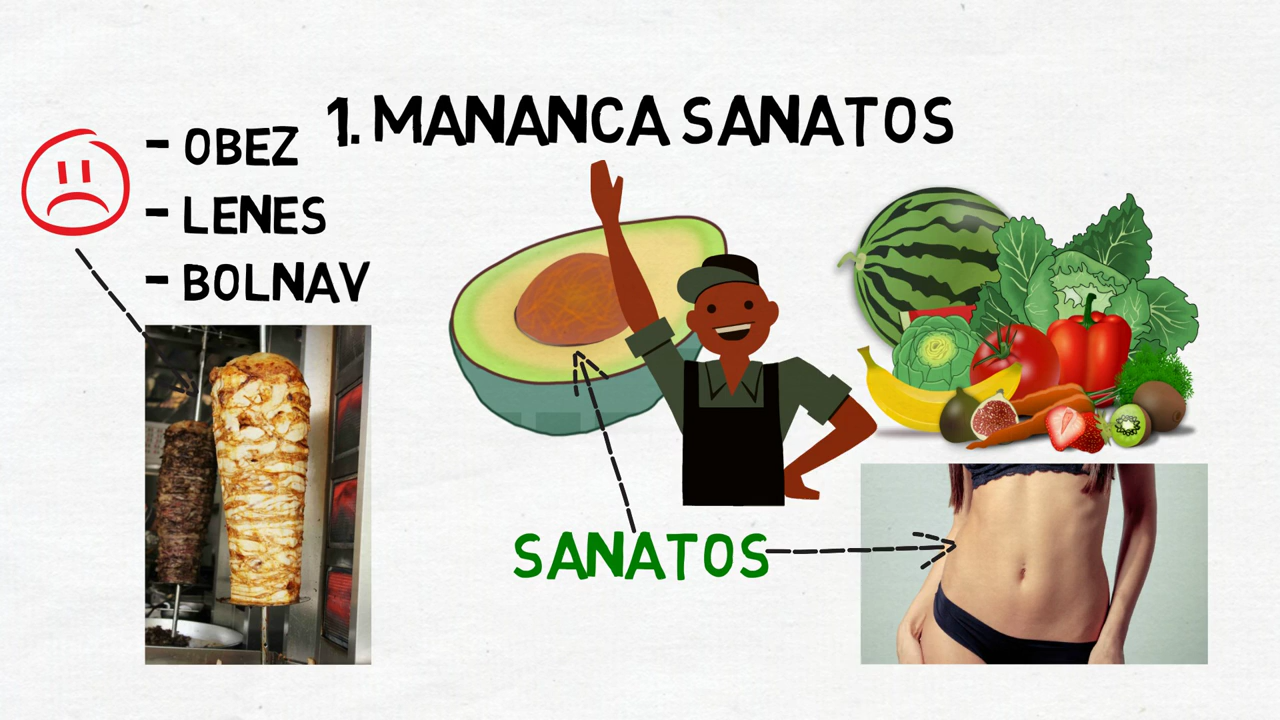 1. MANANCA SANATOS
- OBEZ
- LENES
- BOLNAV
SANATOS